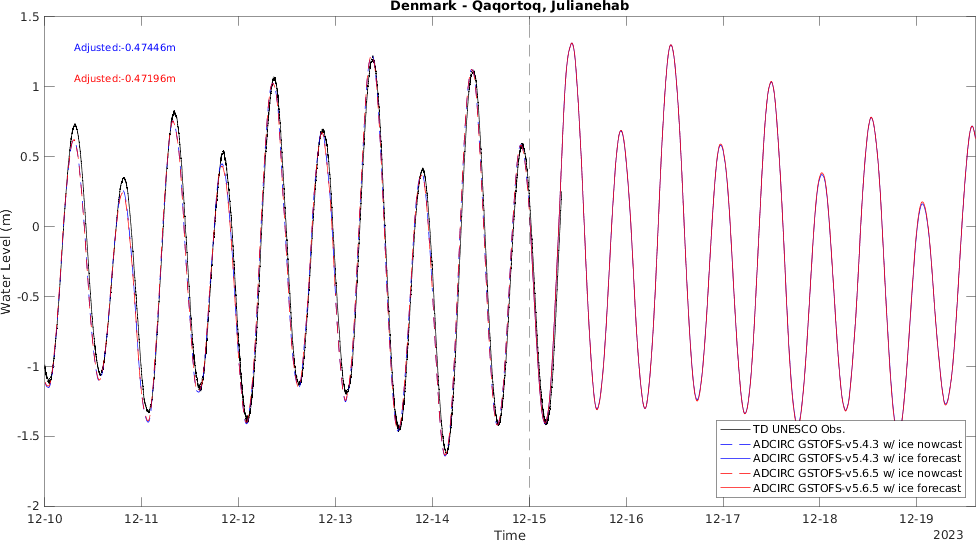 Denmark - Qaqortoq, Julianehab
1.5
Adjusted:-0.47446m
Adjusted:-0.47196m
1
0.5
0
-0.5
-1
-1.5
-2
Water Level (m)
TD UNESCO Obs.
ADCIRC GSTOFS-v5.4.3 w/ ice nowcast
ADCIRC GSTOFS-v5.4.3 w/ ice forecast
ADCIRC GSTOFS-v5.6.5 w/ ice nowcast
ADCIRC GSTOFS-v5.6.5 w/ ice forecast
12-10 12-11 12-12 12-13 12-14 12-15 12-16 12-17 12-18 12-19
Time
2023